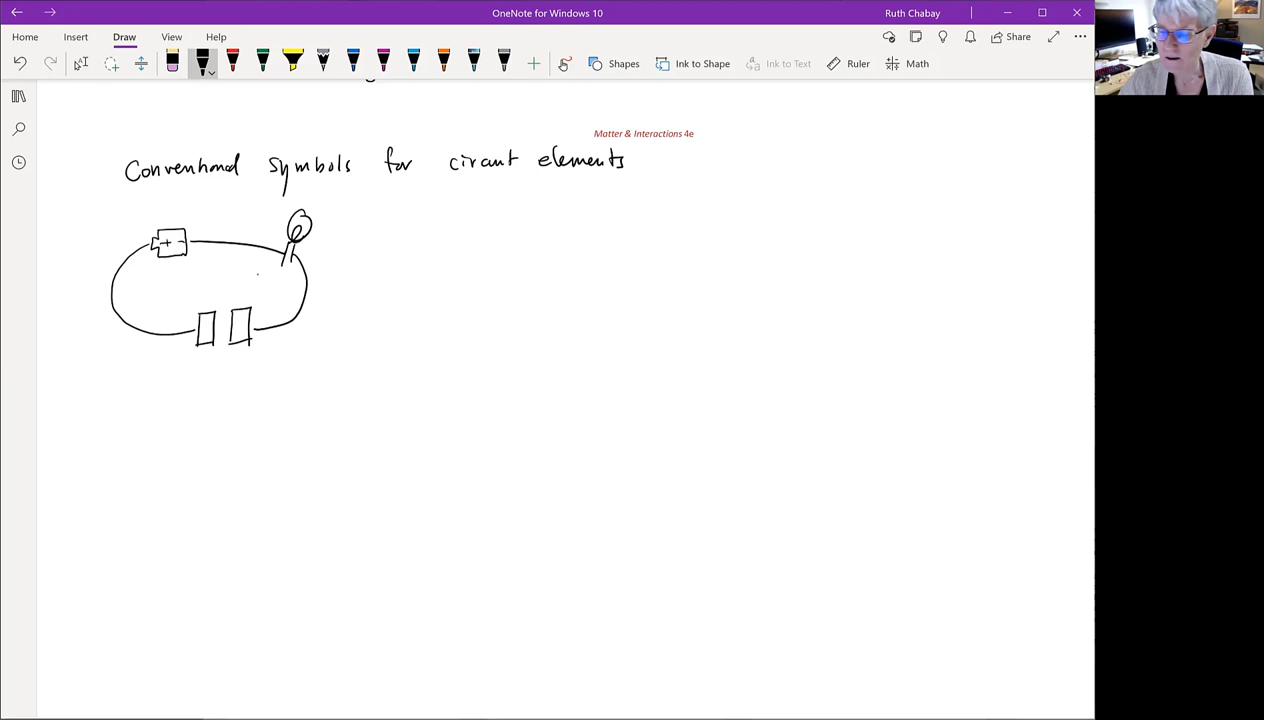 OneNote for Windows 10
Ruth Chabay
Home Insert Draw View Help
Share
Shapes Ink to Shape Ink to Text Ruler Math
Matter & Interactions 4e
Conventional symbols for circuit elements
+ -